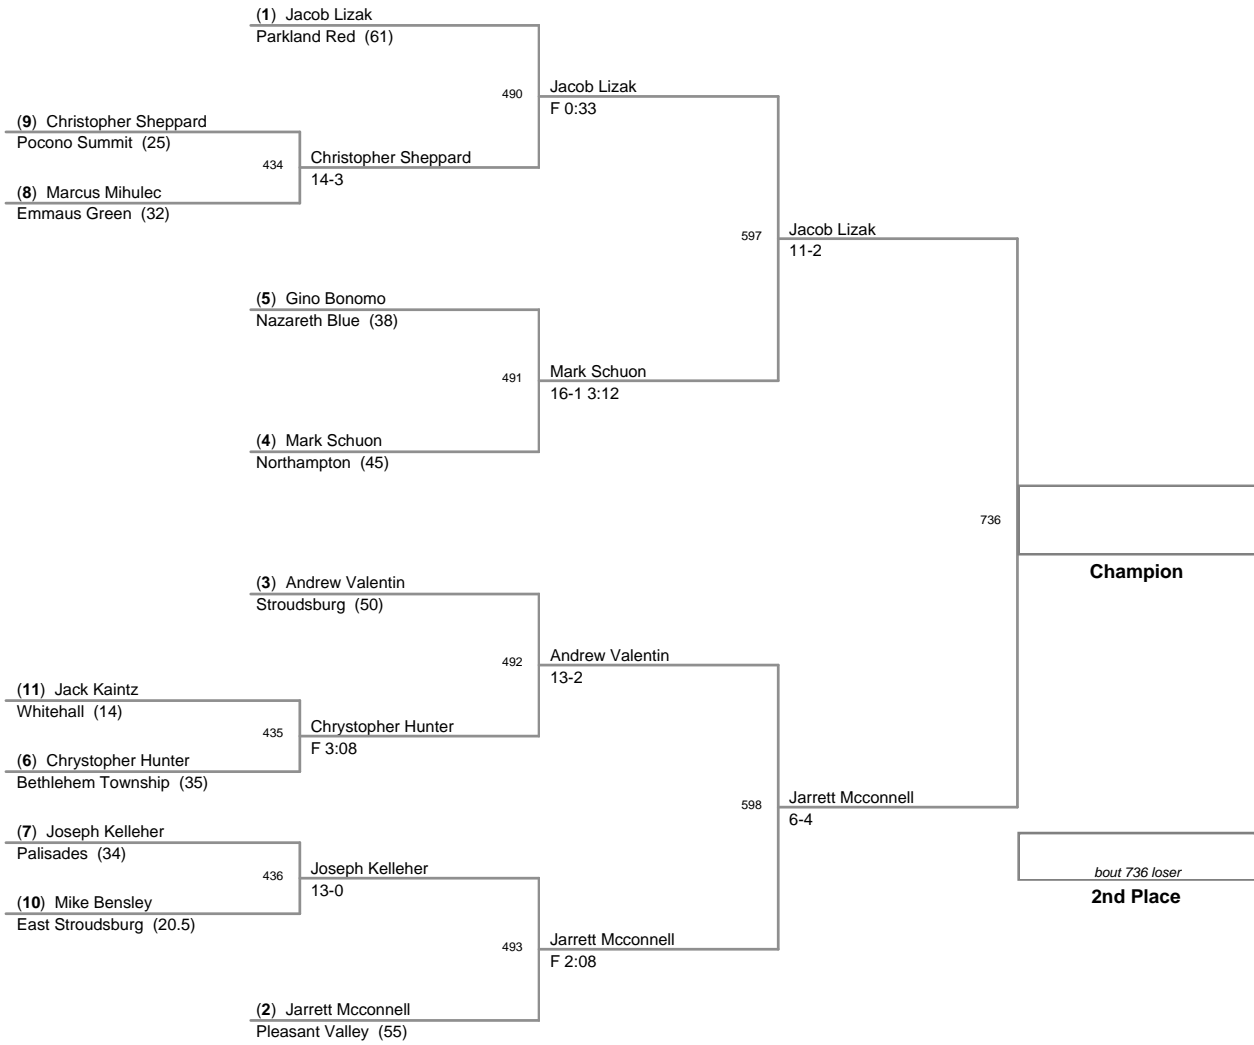 (1) Jacob Lizak
Parkland Red (61)
490
Jacob Lizak
F 0:33
(9) Christopher Sheppard
Pocono Summit (25)
434
Christopher Sheppard
14-3
(8) Marcus Mihulec
Emmaus Green (32)
597
Jacob Lizak
11-2
(5) Gino Bonomo
Nazareth Blue (38)
491
Mark Schuon
16-1 3:12
(4) Mark Schuon
Northampton (45)
736
Champion
(3) Andrew Valentin
Stroudsburg (50)
492
Andrew Valentin
13-2
(11) Jack Kaintz
Whitehall (14)
435
Chrystopher Hunter
F 3:08
(6) Chrystopher Hunter
Bethlehem Township (35)
598
Jarrett Mcconnell
6-4
(7) Joseph Kelleher
Palisades (34)
436
Joseph Kelleher
13-0
(10) Mike Bensley
East Stroudsburg (20.5)
bout 736 loser
2nd Place
493
Jarrett Mcconnell
F 2:08
(2) Jarrett Mcconnell
Pleasant Valley (55)